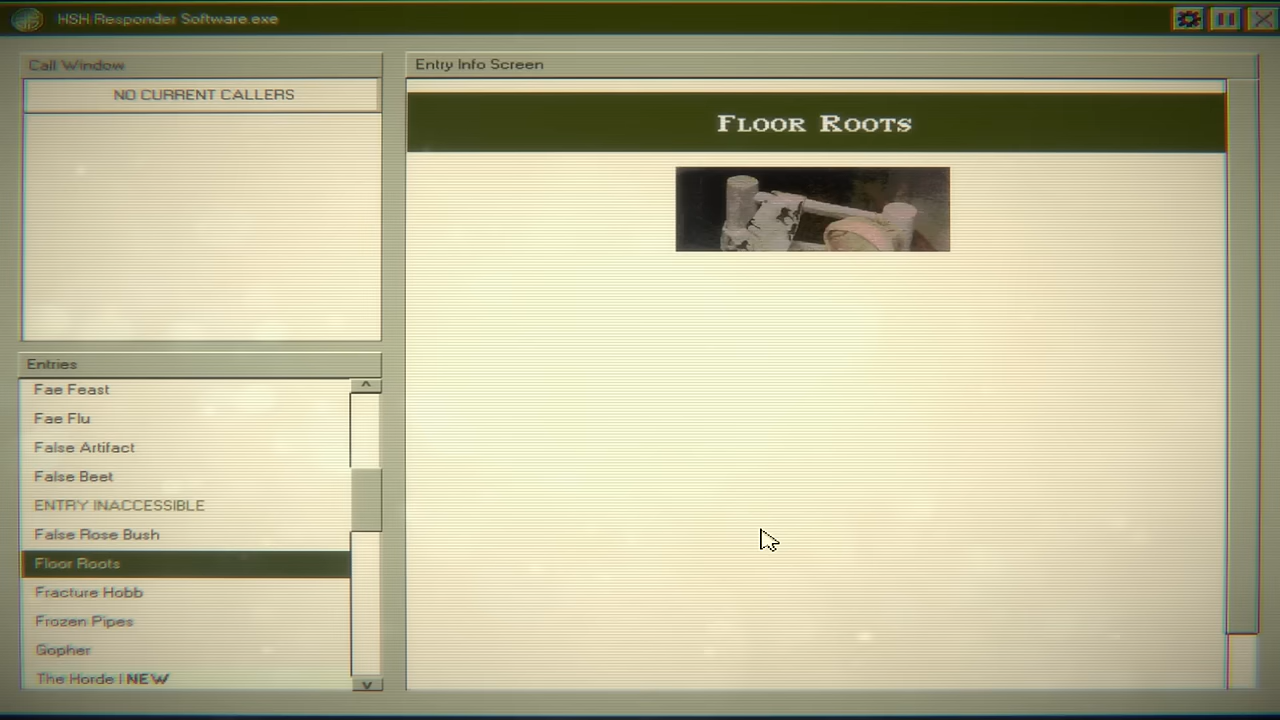 HSH Responder Software.exe
Call Window
NO CURRENT CALLERS
Entries
Fae Feast
Fae Flu
False Artifact
False Beet
ENTRY INACCESSIBLE
False Rose Bush
Floor Roots
Fracture Hobb
Frozen Pipes
Gopher
The Horde | NEW
Entry Info Screen
Floor Roots